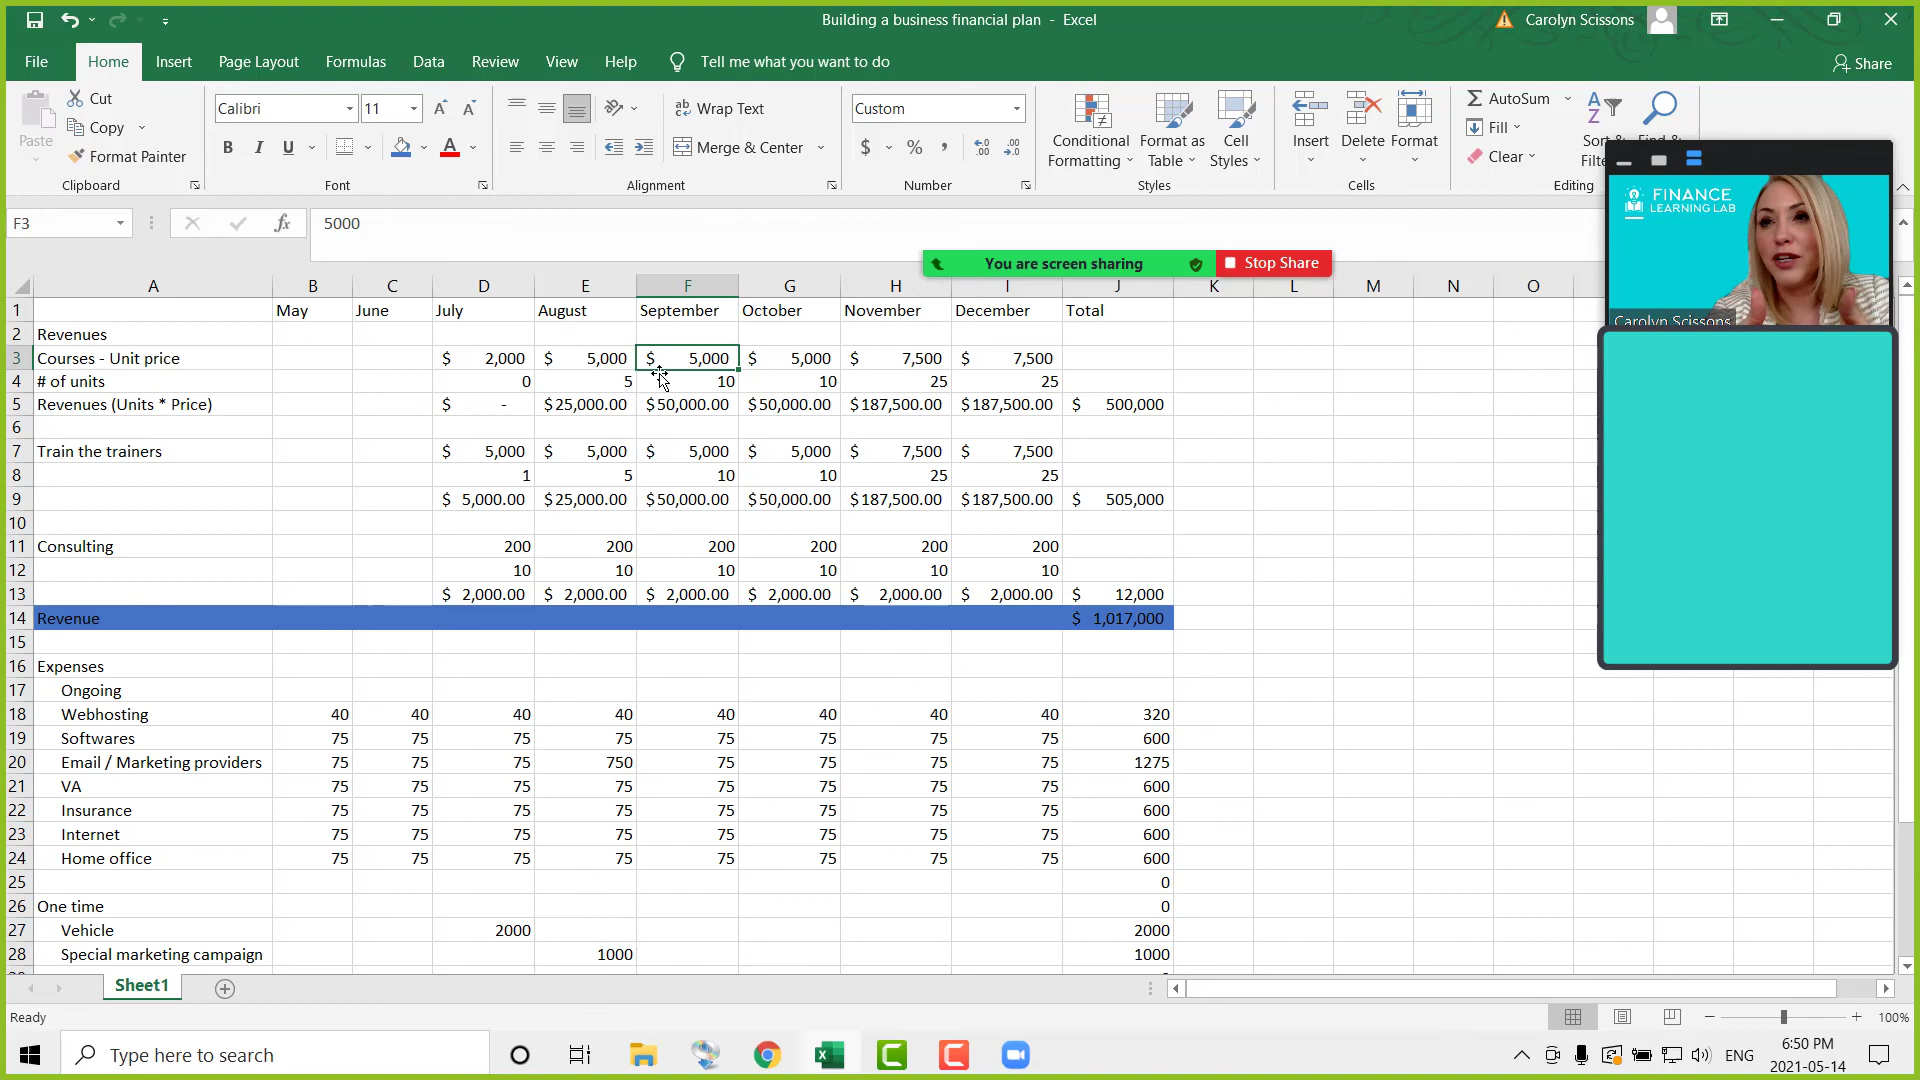 Building a business financial plan - Excel
Carolyn Scissons
File Home Insert Page Layout Formulas Data Review View Help Tell me what you want to do Share
Paste
Cut
Copy
Format Painter
Clipboard
Calibri 11
B I U
Font
Wrap Text
Merge & Center
Alignment
Custom
$ % ,
Number
Conditional Formatting
Format as Table
Cell Styles
Styles
Insert
Delete
Format
Cells
AutoSum
Fill
Clear
Editing
F3 5000
You are screen sharing Stop Share
FINANCE
LEARNING LAB
Carolyn Scissons
A B C D E F G H I J K L M N O
1 May June July August September October November December Total
2 Revenues
3 Courses - Unit price $ 2,000 $ 5,000 $ 5,000 $ 5,000 $ 7,500 $ 7,500
4 # of units 0 5 10 10 25 25
5 Revenues (Units * Price) $ - $25,000.00 $50,000.00 $50,000.00 $187,500.00 $187,500.00 $ 500,000
6
7 Train the trainers $ 5,000 $ 5,000 $ 5,000 $ 5,000 $ 7,500 $ 7,500
8 1 5 10 10 25 25
9 $ 5,000.00 $25,000.00 $50,000.00 $50,000.00 $187,500.00 $187,500.00 $ 505,000
10
11 Consulting 200 200 200 200 200 200
12 10 10 10 10 10 10
13 $ 2,000.00 $ 2,000.00 $ 2,000.00 $ 2,000.00 $ 2,000.00 $ 2,000.00 $ 12,000
14 Revenue $ 1,017,000
15
16 Expenses
17 Ongoing
18 Webhosting 40 40 40 40 40 40 40 40 320
19 Softwares 75 75 75 75 75 75 75 75 600
20 Email / Marketing providers 75 75 75 750 75 75 75 75 1275
21 VA 75 75 75 75 75 75 75 75 600
22 Insurance 75 75 75 75 75 75 75 75 600
23 Internet 75 75 75 75 75 75 75 75 600
24 Home office 75 75 75 75 75 75 75 75 600
25 0
26 One time 0
27 Vehicle 2000 2000
28 Special marketing campaign 1000 1000
Sheet1
Ready 100%
Type here to search
ENG
6:50 PM
2021-05-14